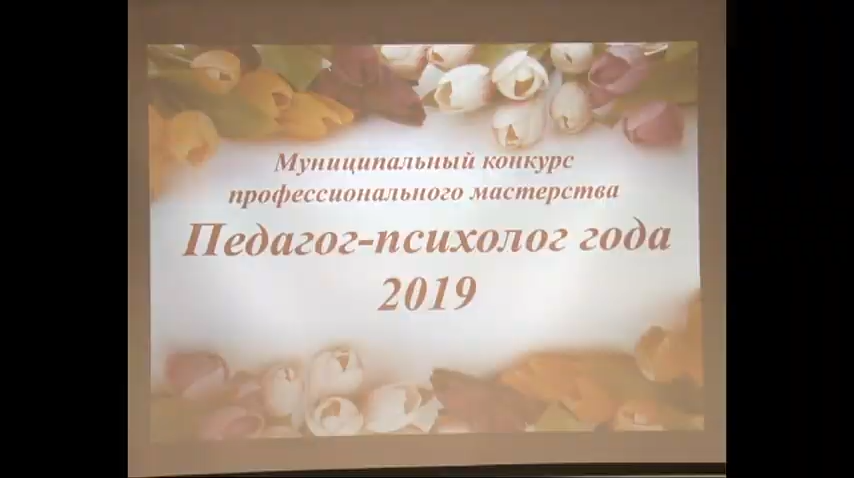 Муниципальный конкурс
профессионального мастерства
Педагог-психолог года
2019